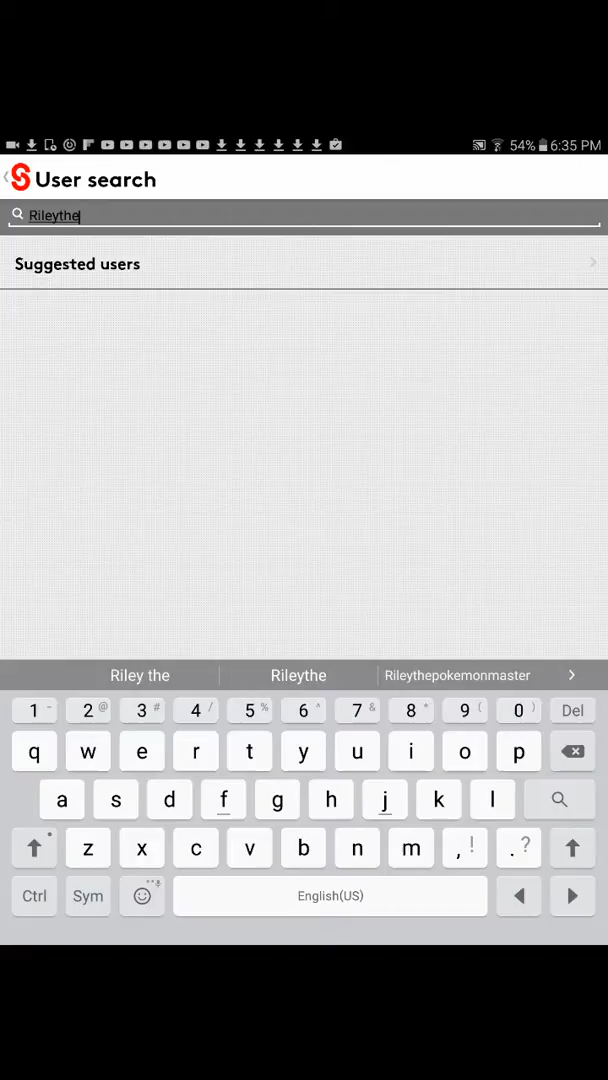 54% 6:35 PM
User search
Rileythe
Suggested users
Riley the Rileythe Rileythepokemonmaster >
1 - 2 @ 3 # 4 / 5 % 6 ^ 7 & 8 * 9 ( 0 ) Del
q w e r t y u i o p
a s d f g h j k l
z x c v b n m , ! . ?
Ctrl Sym English(US)